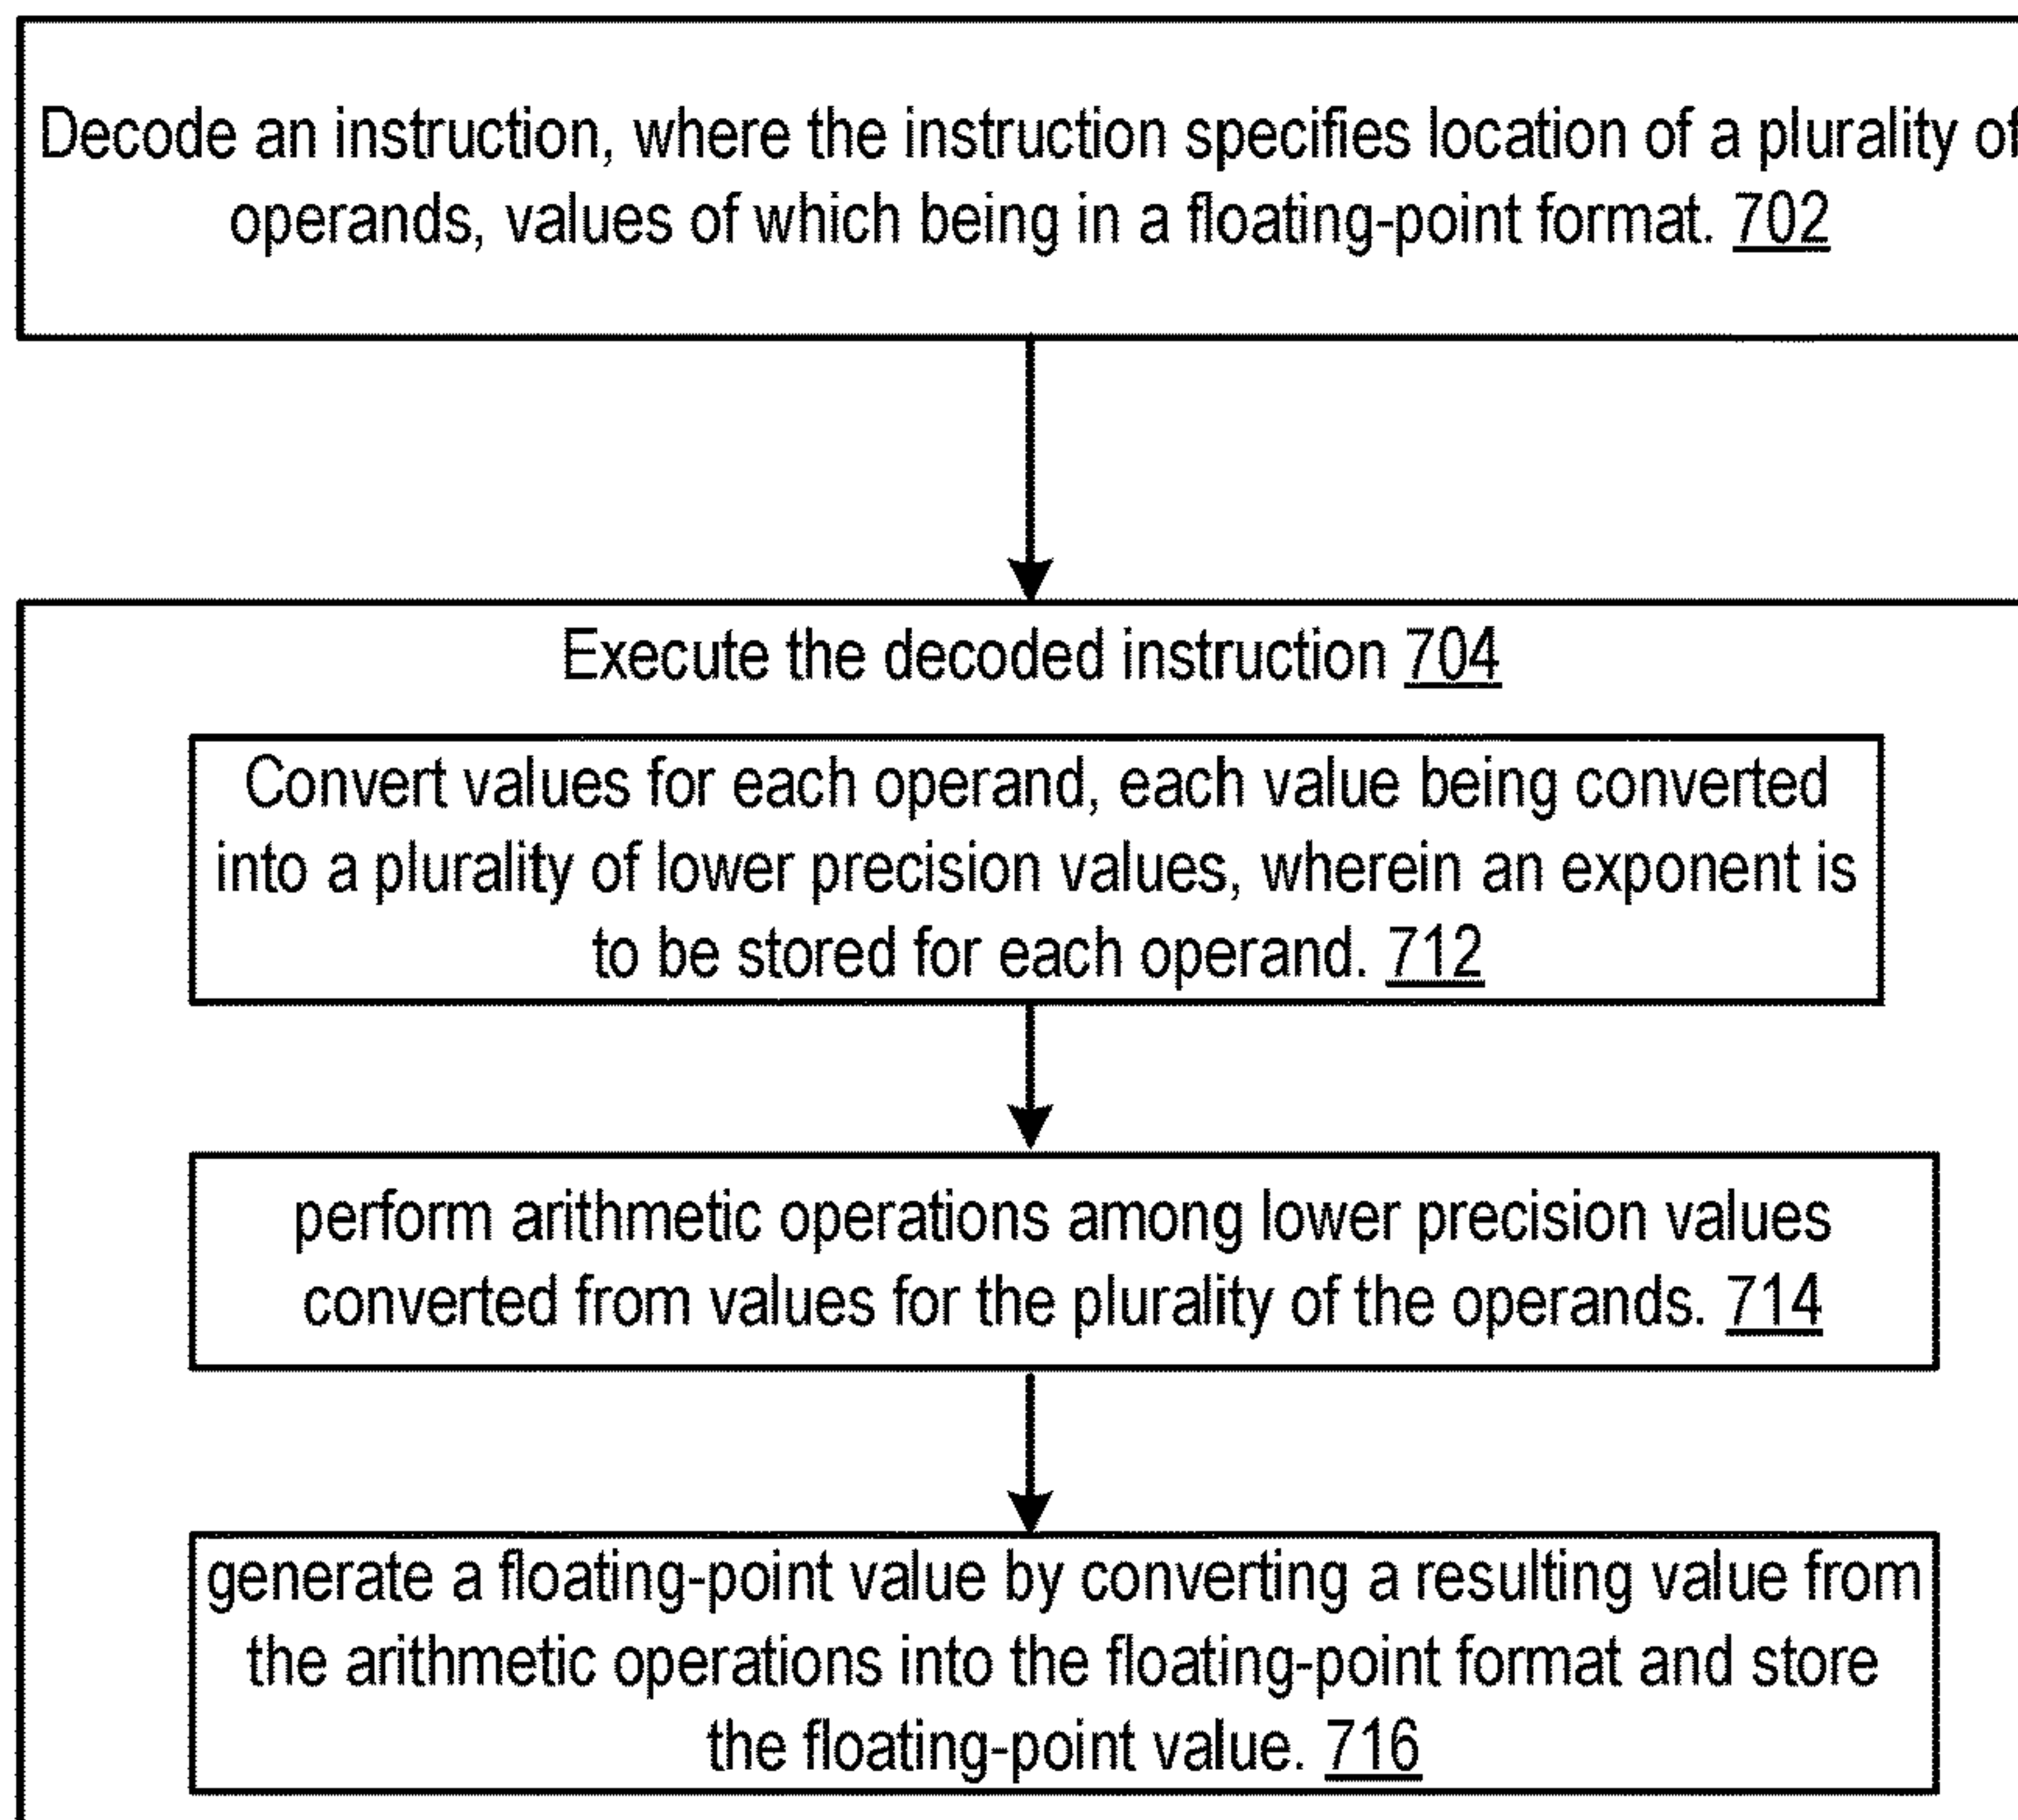 Decode an instruction, where the instruction specifies location of a plurality of
operands, values of which being in a floating-point format. 702
Execute the decoded instruction 704
Convert values for each operand, each value being converted
into a plurality of lower precision values, wherein an exponent is
to be stored for each operand. 712
perform arithmetic operations among lower precision values
converted from values for the plurality of the operands. 714
generate a floating-point value by converting a resulting value from
the arithmetic operations into the floating-point format and store
the floating-point value. 716